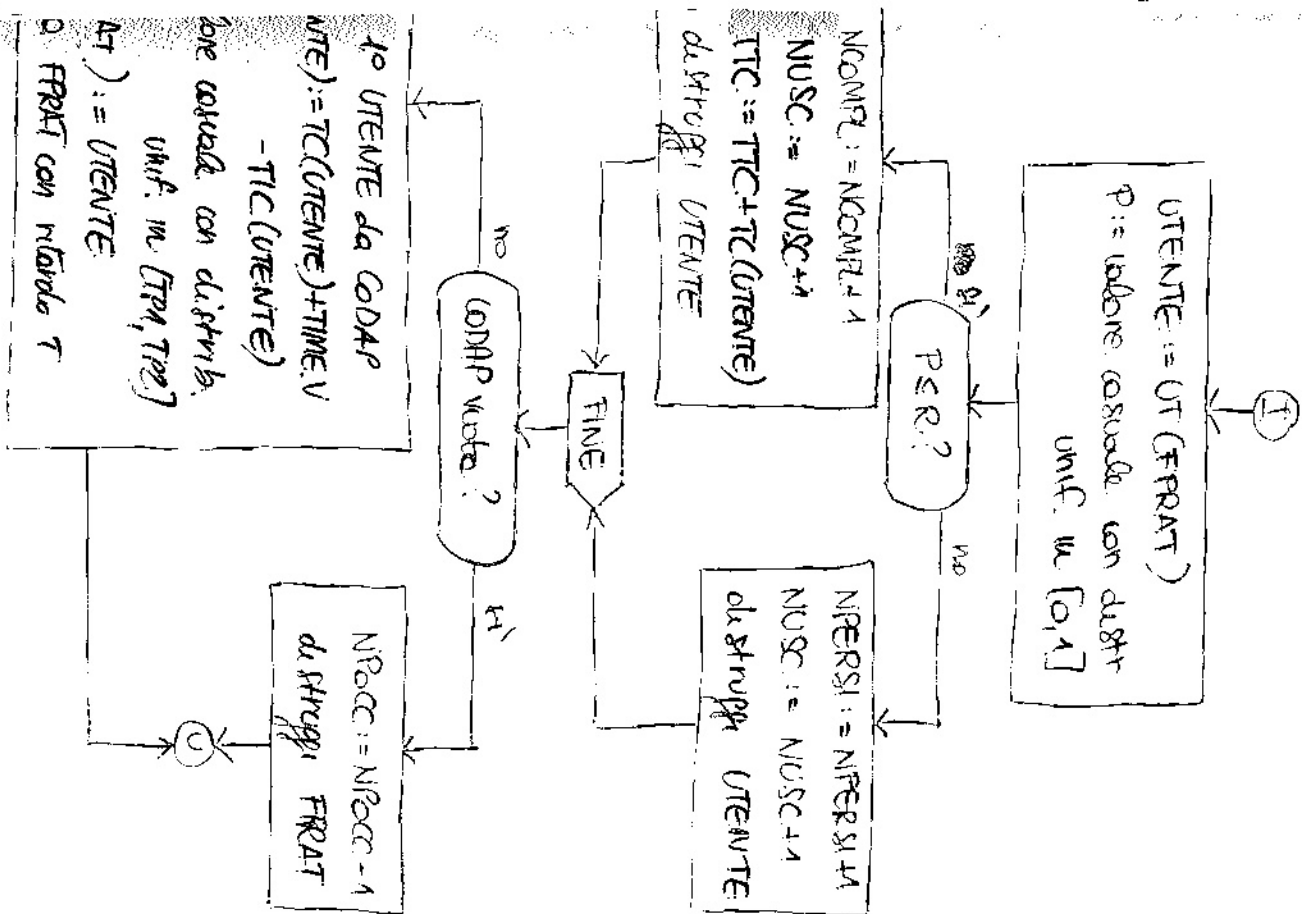 I
UTENTE := UT (FPRAT)
P := valore casuale con distr
unif. in [0,1]
P≤R?
sì
no
NCOMPL := NCOMPL+1
NUSC := NUSC+1
TTC := TTC+TC(UTENTE)
distruggi UTENTE
NPERSI := NPERSI+1
NUSC := NUSC+1
distruggi UTENTE
FINE
CODAP vuota?
no
sì
1° UTENTE da CODAP
NTE) := TC(UTENTE)+TIME.V
-TIC(UTENTE)
lore casuale con distrib.
unif. in [TP1, TP2]
AT) := UTENTE
FPRAT con ritardo T
NPOCC := NPOCC-1
distruggi FPRAT
U